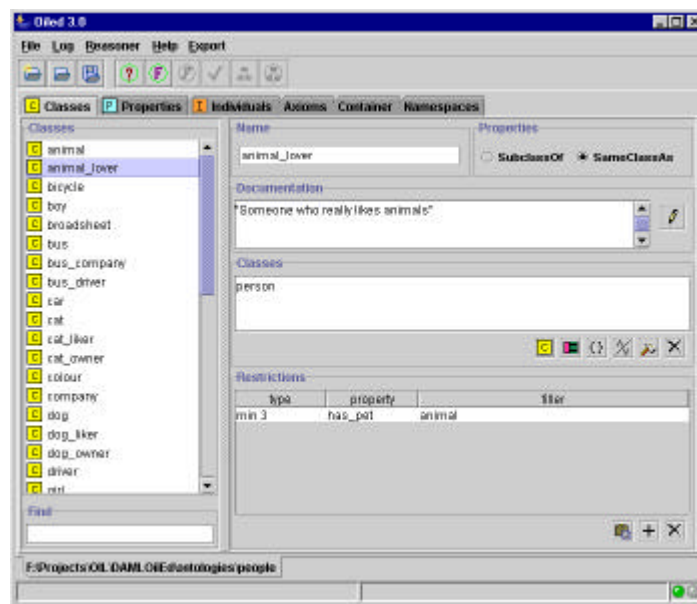 OilEd 3.0
File Log Reasoner Help Export
Classes Properties Individuals Axioms Container Namespaces
Classes
animal
animal_lover
bicycle
boy
broadsheet
bus
bus_company
bus_driver
car
cat
cat_liker
cat_owner
colour
company
dog
dog_liker
dog_owner
driver
girl
Find
Name
animal_lover
Properties
SubclassOf SameClassAs
Documentation
"Someone who really likes animals"
Classes
person
Restrictions
type property filler
min 3 has_pet animal
F:\Projects\OIL\DAMLOilEd\ontologies\people